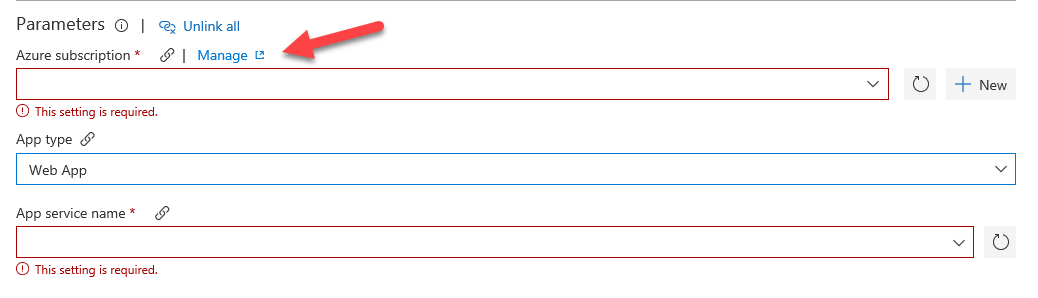 Parameters | Unlink all
Azure subscription * | Manage
New
This setting is required.
App type
Web App
App service name *
This setting is required.